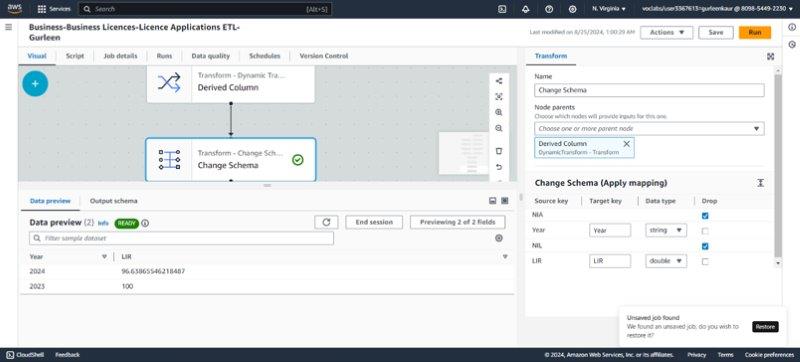 aws
Services
Search
[Alt+S]
N. Virginia
voclabs/user3367613=gurleenkaur @ 8098-5449-2230
Business-Business Licences-Licence Applications ETL-
Gurleen
Last modified on 8/25/2024, 1:00:29 AM
Actions
Save
Run
Visual
Script
Job details
Runs
Data quality
Schedules
Version Control
Transform - Dynamic Tra...
Derived Column
Transform - Change Sch...
Change Schema
Data preview
Output schema
Data preview (2)
Info
READY
End session
Previewing 2 of 2 fields
Filter sample dataset
Year
LIR
2024
96.63865546218487
2023
100
Transform
Name
Change Schema
Node parents
Choose which nodes will provide inputs for this one.
Choose one or more parent node
Derived Column
DynamicTransform - Transform
Change Schema (Apply mapping)
Source key
Target key
Data type
Drop
NIA
Year
Year
string
NIL
LIR
LIR
double
Unsaved job found
We found an unsaved job, do you wish to
restore it?
Restore
CloudShell
Feedback
© 2024, Amazon Web Services, Inc. or its affiliates.
Privacy
Terms
Cookie preferences